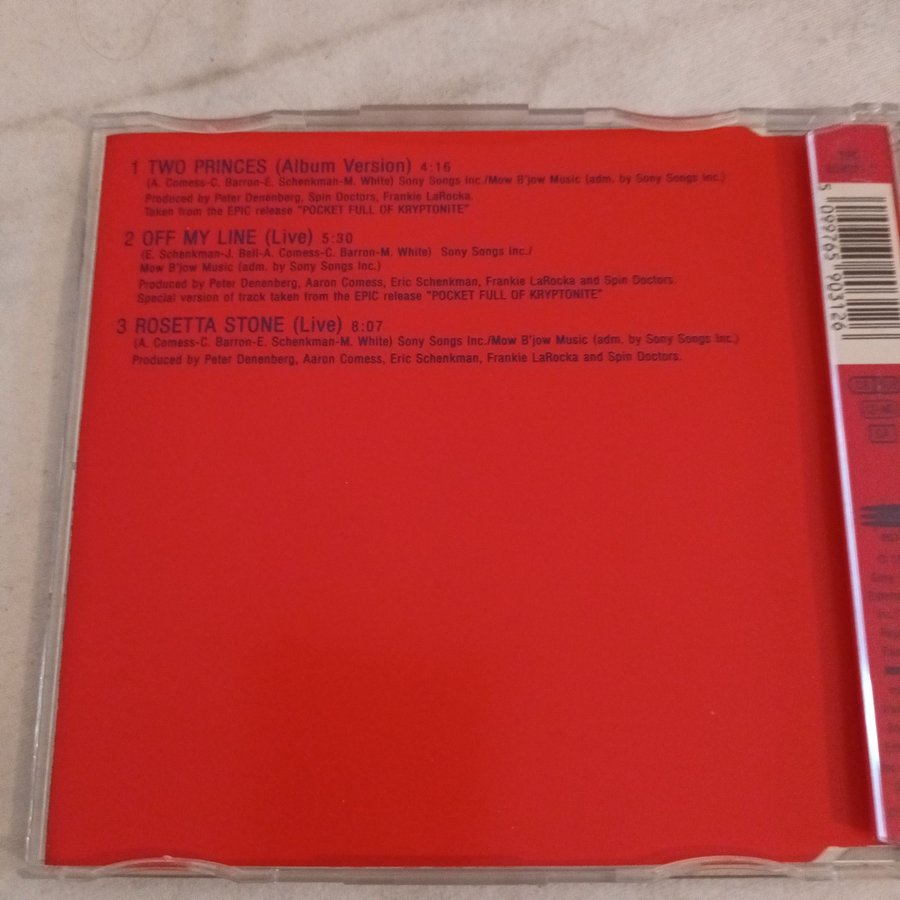 1 TWO PRINCES (Album Version) 4:16
(A. Comess-C. Barron-E. Schenkman-M. White) Sony Songs Inc./Mow B'jow Music (adm. by Sony Songs Inc.)
Produced by Peter Denenberg, Spin Doctors, Frankie LaRocka.
Taken from the EPIC release "POCKET FULL OF KRYPTONITE"
2 OFF MY LINE (Live) 5:30
(E. Schenkman-J. Bell-A. Comess-C. Barron-M. White) Sony Songs Inc./
Mow B'jow Music (adm. by Sony Songs Inc.)
Produced by Peter Denenberg, Aaron Comess, Eric Schenkman, Frankie LaRocka and Spin Doctors.
Special version of track taken from the EPIC release "POCKET FULL OF KRYPTONITE"
3 ROSETTA STONE (Live) 8:07
(A. Comess-C. Barron-E. Schenkman-M. White) Sony Songs Inc./Mow B'jow Music (adm. by Sony Songs Inc.)
Produced by Peter Denenberg, Aaron Comess, Eric Schenkman, Frankie LaRocka and Spin Doctors.
5 099765 903126